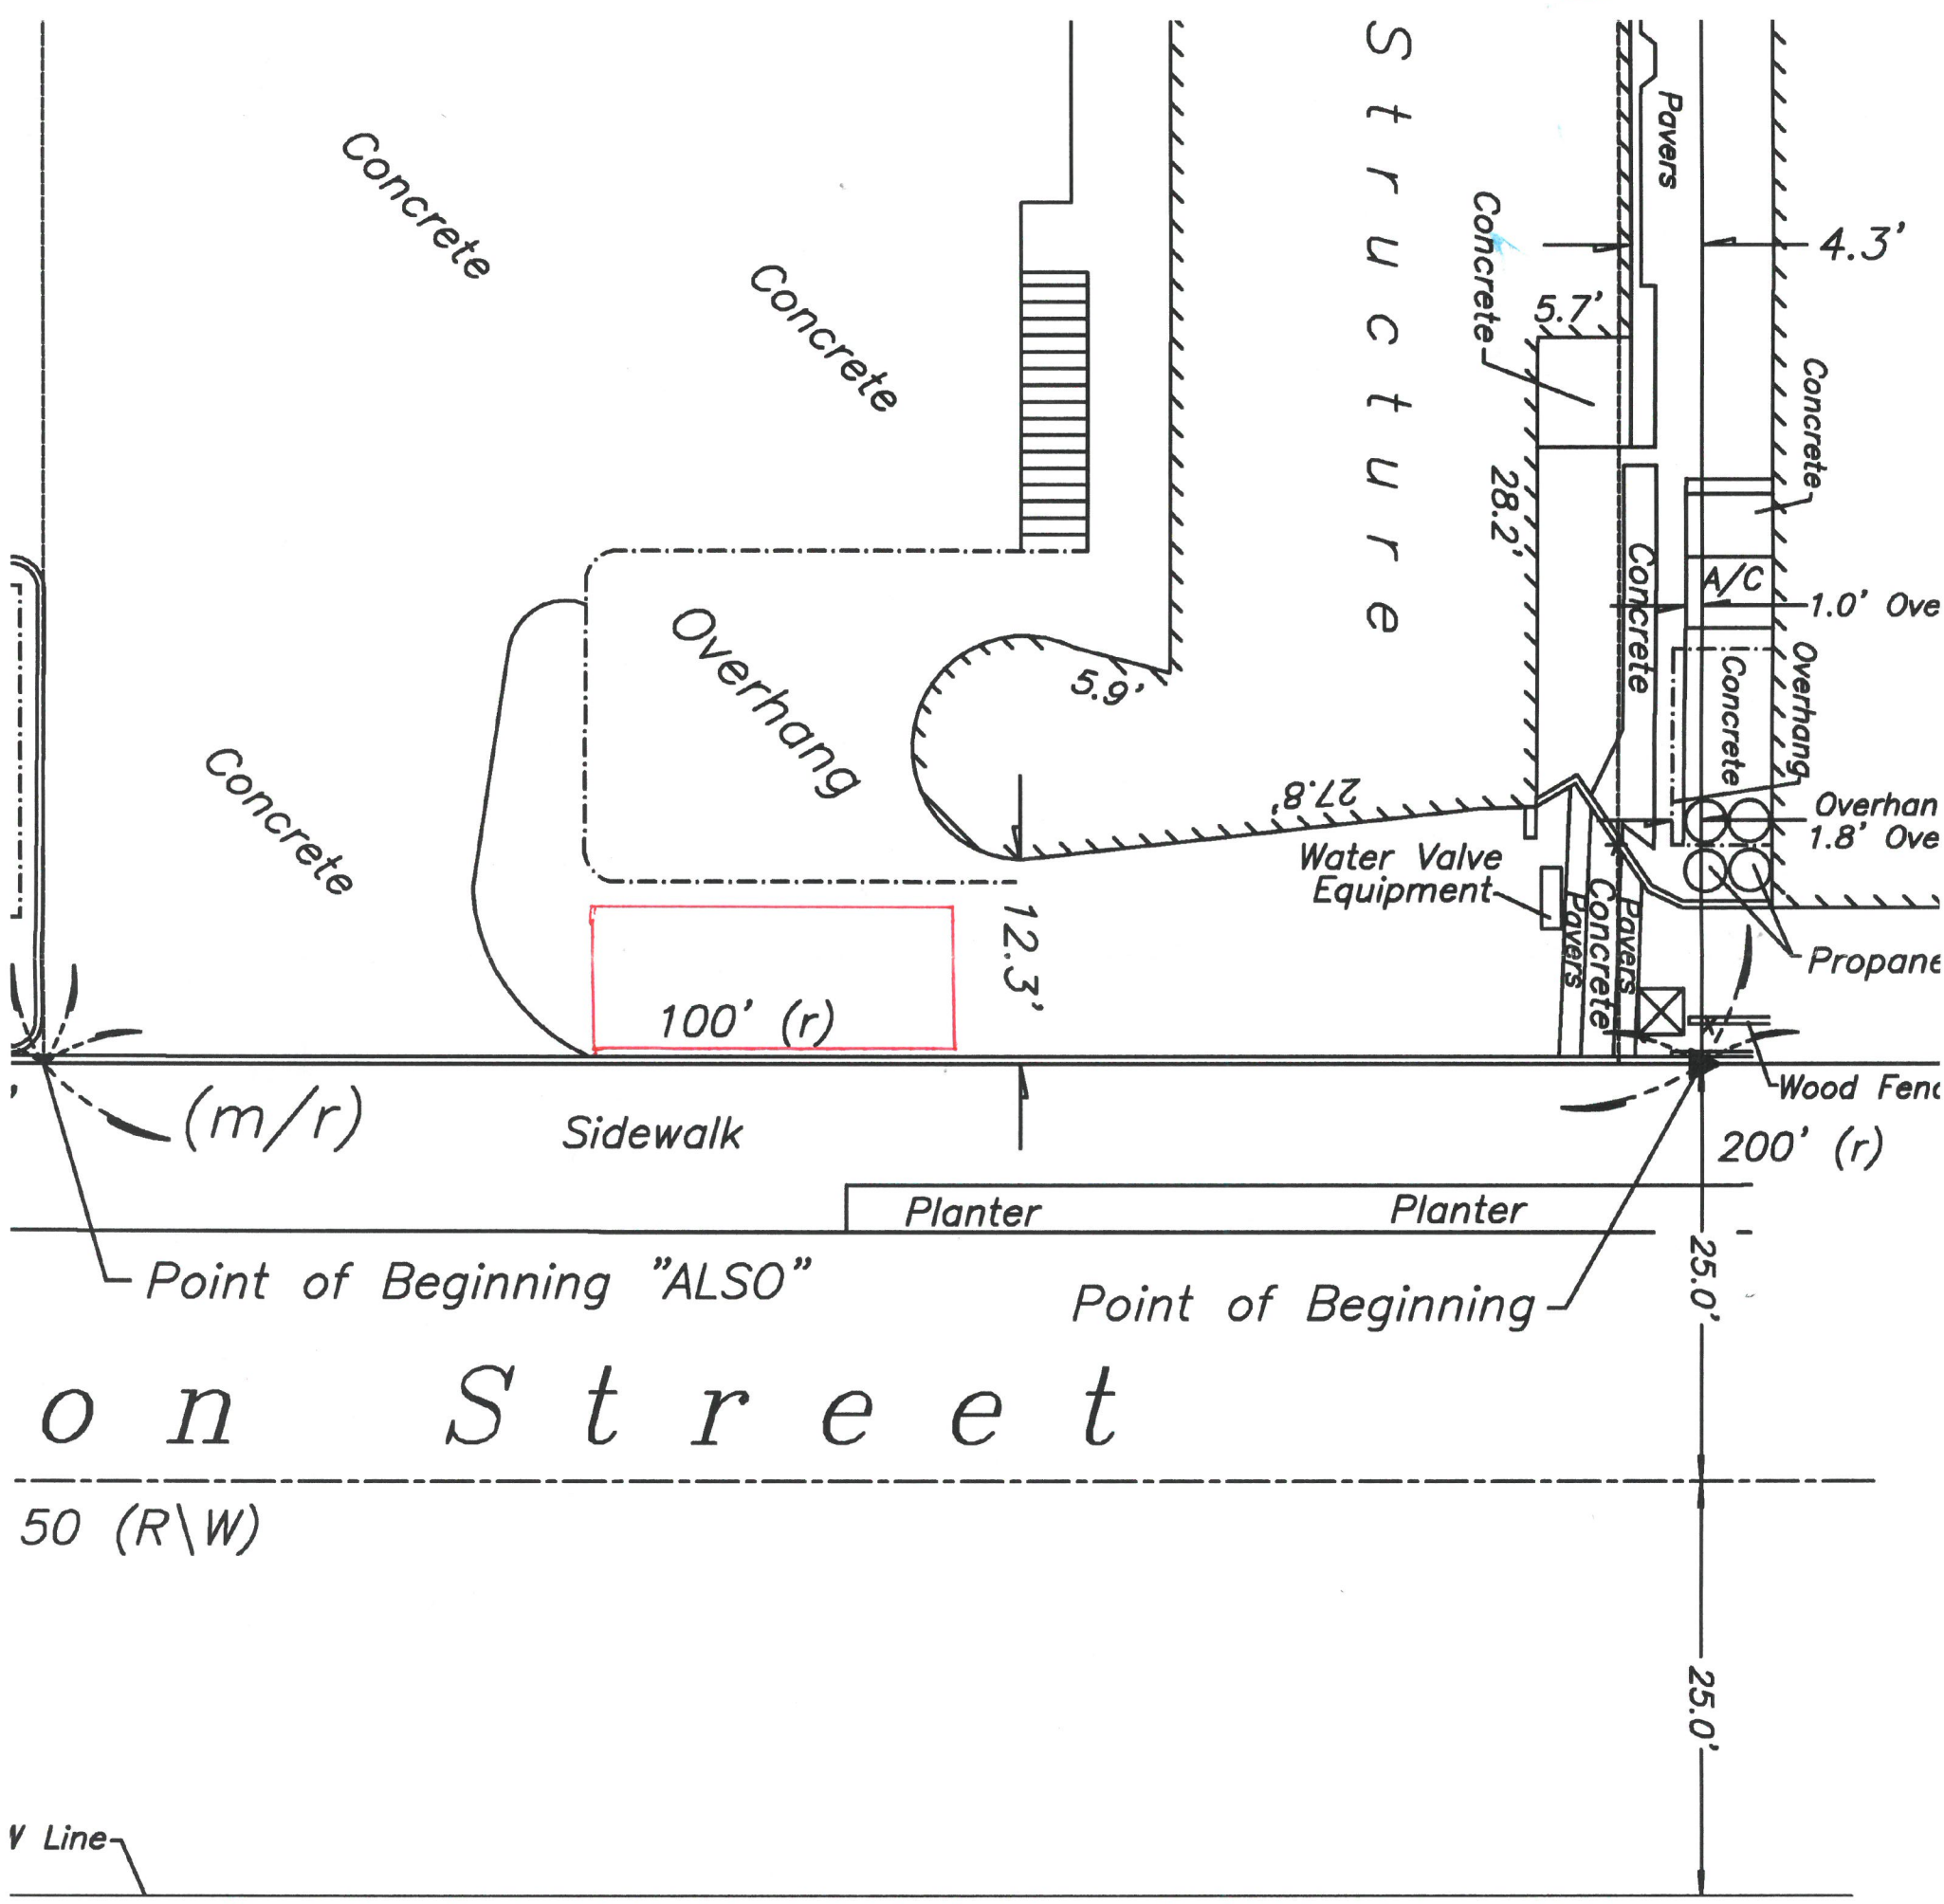 Structure
Pavers
Concrete
Concrete
4.3'
Concrete
5.7'
Concrete
28.2'
Concrete
A/C
1.0' Ove
Overhang
Concrete
Overhang
5.9'
Concrete
27.8'
Overhan
1.8' Ove
Water Valve
Equipment
Pavers
Concrete
Pavers
12.3'
Propane
100' (r)
Wood Fenc
'
(m/r)
Sidewalk
200' (r)
Planter
Planter
Point of Beginning "ALSO"
Point of Beginning
25.0'
on Street
50 (R\W)
25.0'
Line